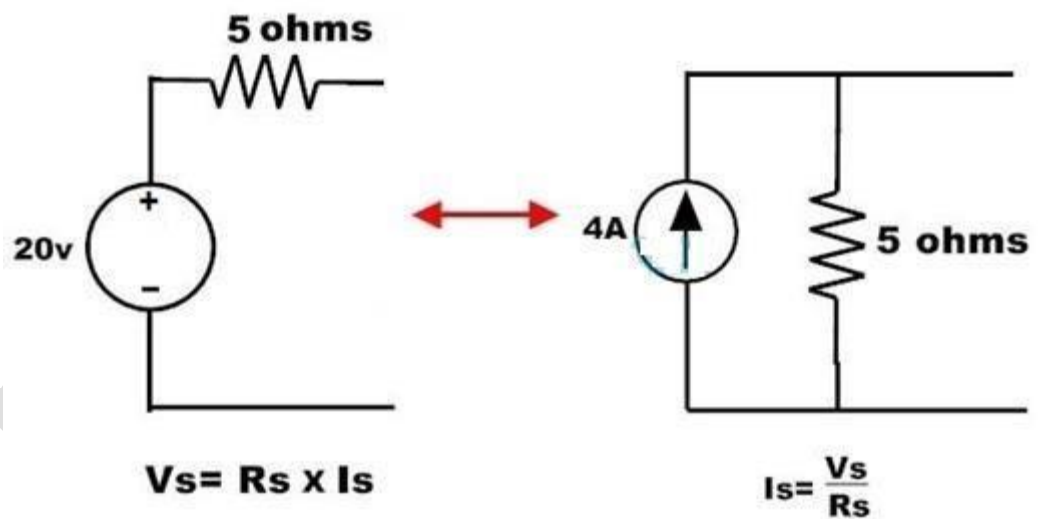 5 ohms
+
20v
−
4A
5 ohms
Vs= Rs x Is
Is= Vs
Rs